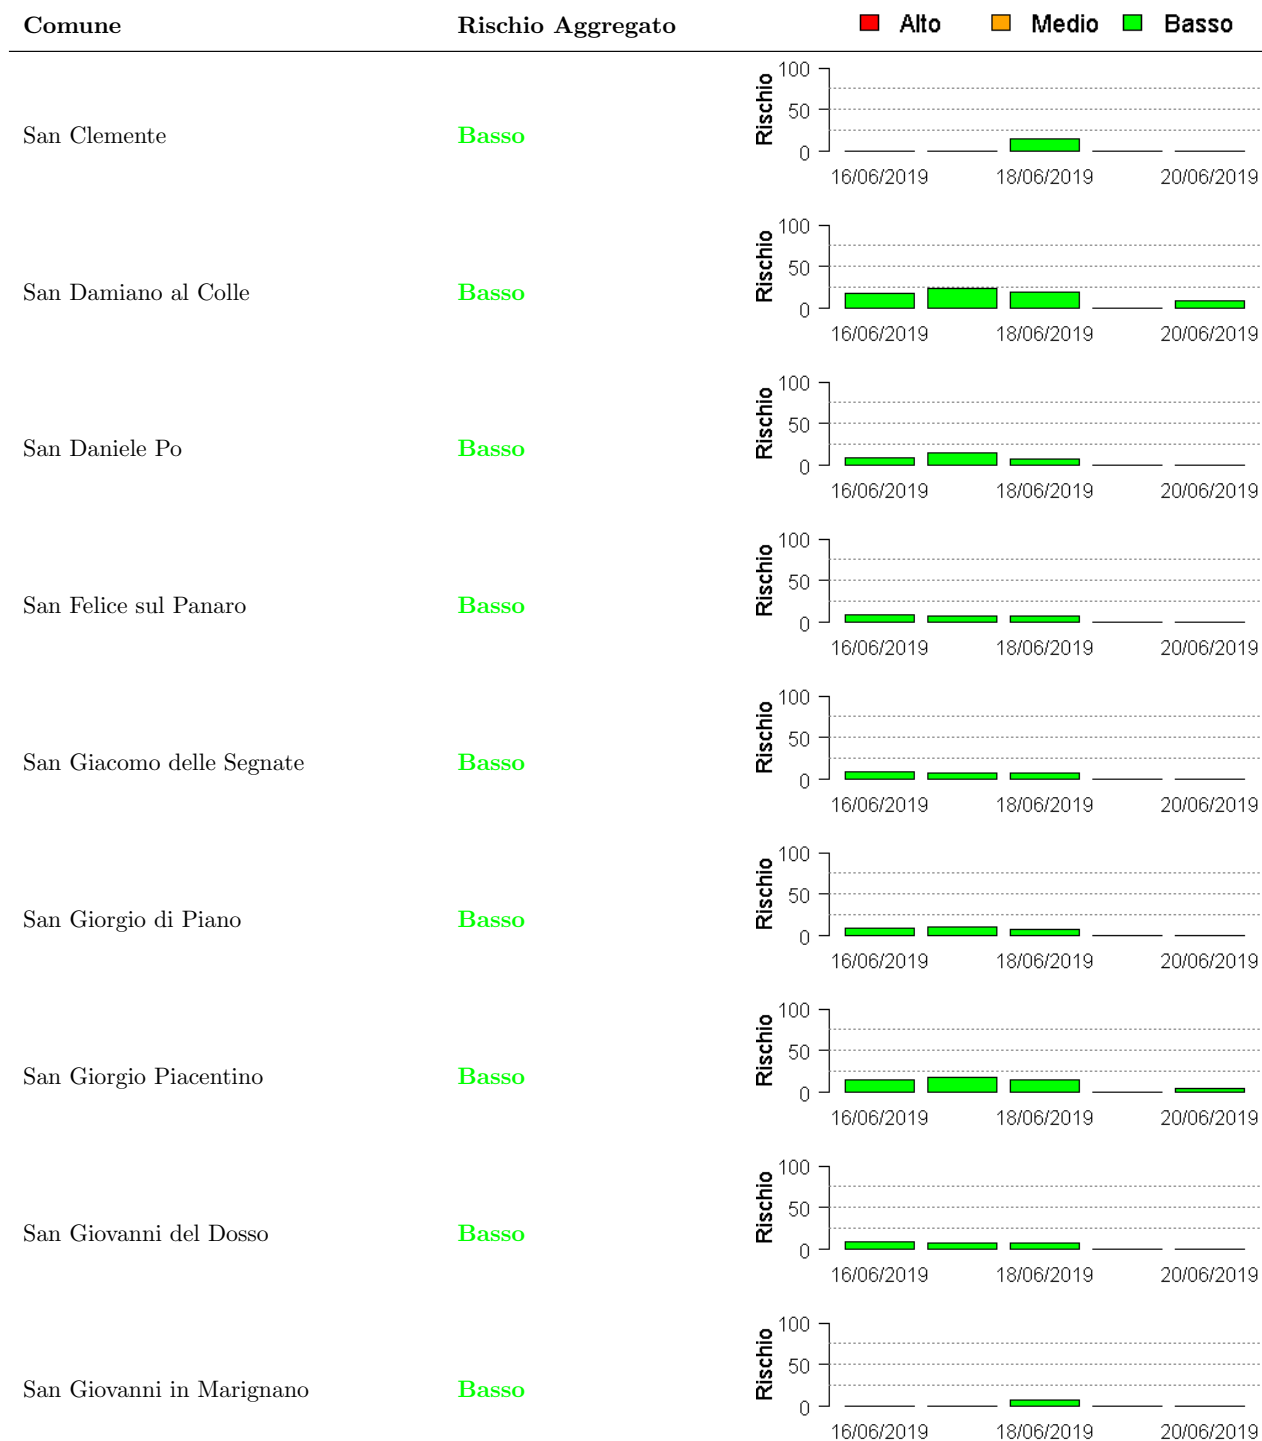 Comune Rischio Aggregato Alto Medio Basso
100
50
0
Rischio
San Clemente Basso
16/06/2019 18/06/2019 20/06/2019
100
50
0
Rischio
San Damiano al Colle Basso
16/06/2019 18/06/2019 20/06/2019
100
50
0
Rischio
San Daniele Po Basso
16/06/2019 18/06/2019 20/06/2019
100
50
0
Rischio
San Felice sul Panaro Basso
16/06/2019 18/06/2019 20/06/2019
100
50
0
Rischio
San Giacomo delle Segnate Basso
16/06/2019 18/06/2019 20/06/2019
100
50
0
Rischio
San Giorgio di Piano Basso
16/06/2019 18/06/2019 20/06/2019
100
50
0
Rischio
San Giorgio Piacentino Basso
16/06/2019 18/06/2019 20/06/2019
100
50
0
Rischio
San Giovanni del Dosso Basso
16/06/2019 18/06/2019 20/06/2019
100
50
0
Rischio
San Giovanni in Marignano Basso
16/06/2019 18/06/2019 20/06/2019